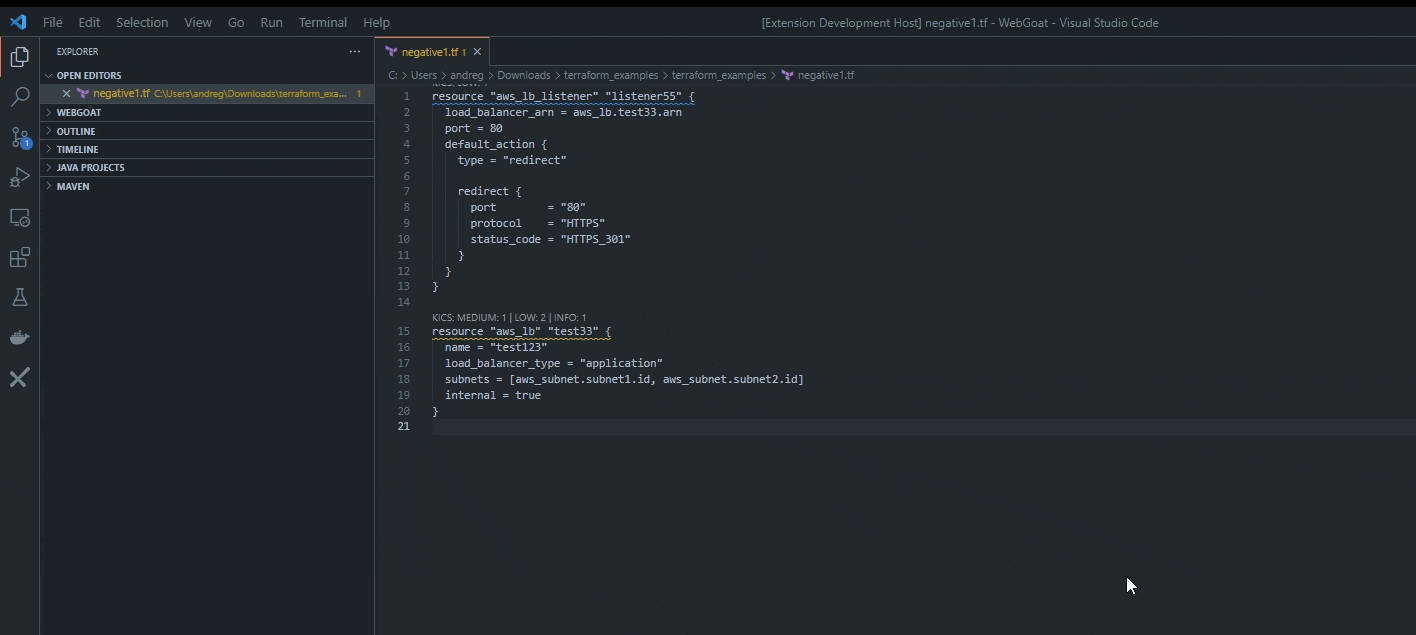 File Edit Selection View Go Run Terminal Help
[Extension Development Host] negative1.tf - WebGoat - Visual Studio Code
EXPLORER ...
OPEN EDITORS
negative1.tf C:\Users\andreg\Downloads\terraform_exa... 1
WEBGOAT
OUTLINE
TIMELINE
JAVA PROJECTS
MAVEN
1
negative1.tf 1
C: > Users > andreg > Downloads > terraform_examples > terraform_examples > negative1.tf
1 resource "aws_lb_listener" "listener55" {
2 load_balancer_arn = aws_lb.test33.arn
3 port = 80
4 default_action {
5 type = "redirect"
6
7 redirect {
8 port = "80"
9 protocol = "HTTPS"
10 status_code = "HTTPS_301"
11 }
12 }
13 }
14
KICS: MEDIUM: 1 | LOW: 2 | INFO: 1
15 resource "aws_lb" "test33" {
16 name = "test123"
17 load_balancer_type = "application"
18 subnets = [aws_subnet.subnet1.id, aws_subnet.subnet2.id]
19 internal = true
20 }
21